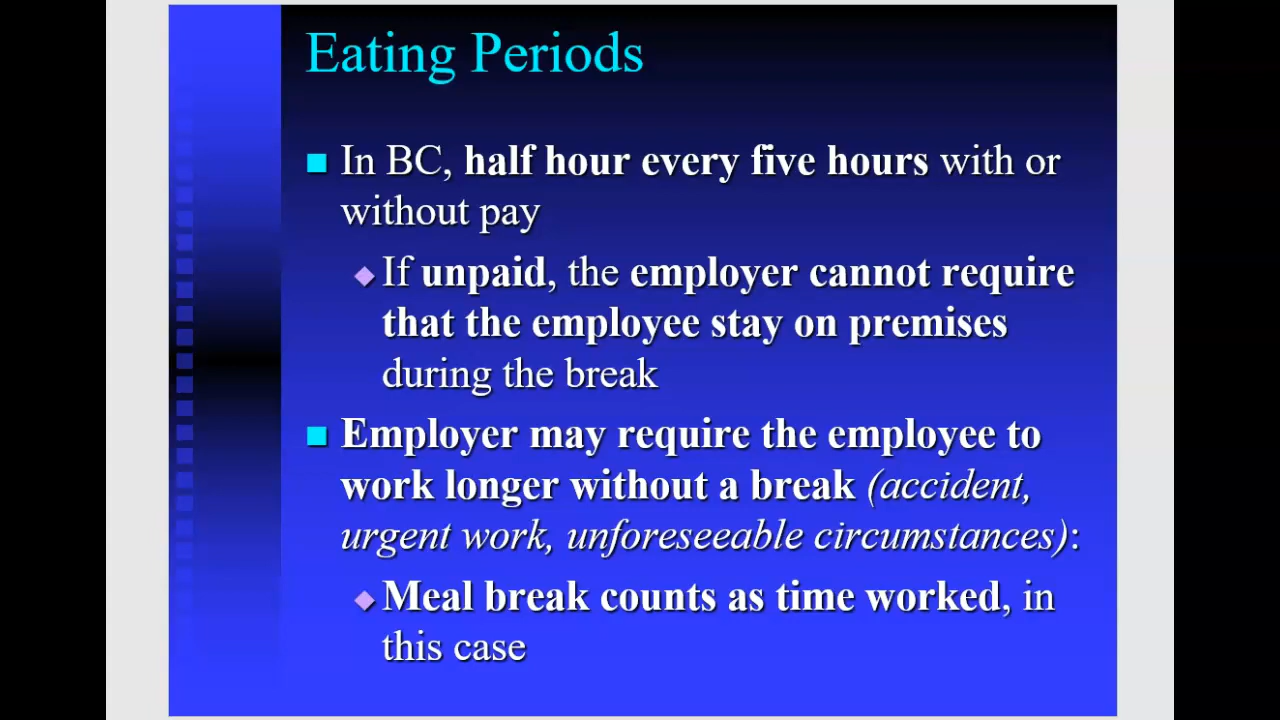 Eating Periods
In BC, half hour every five hours with or
without pay
If unpaid, the employer cannot require
that the employee stay on premises
during the break
Employer may require the employee to
work longer without a break (accident,
urgent work, unforeseeable circumstances):
Meal break counts as time worked, in
this case